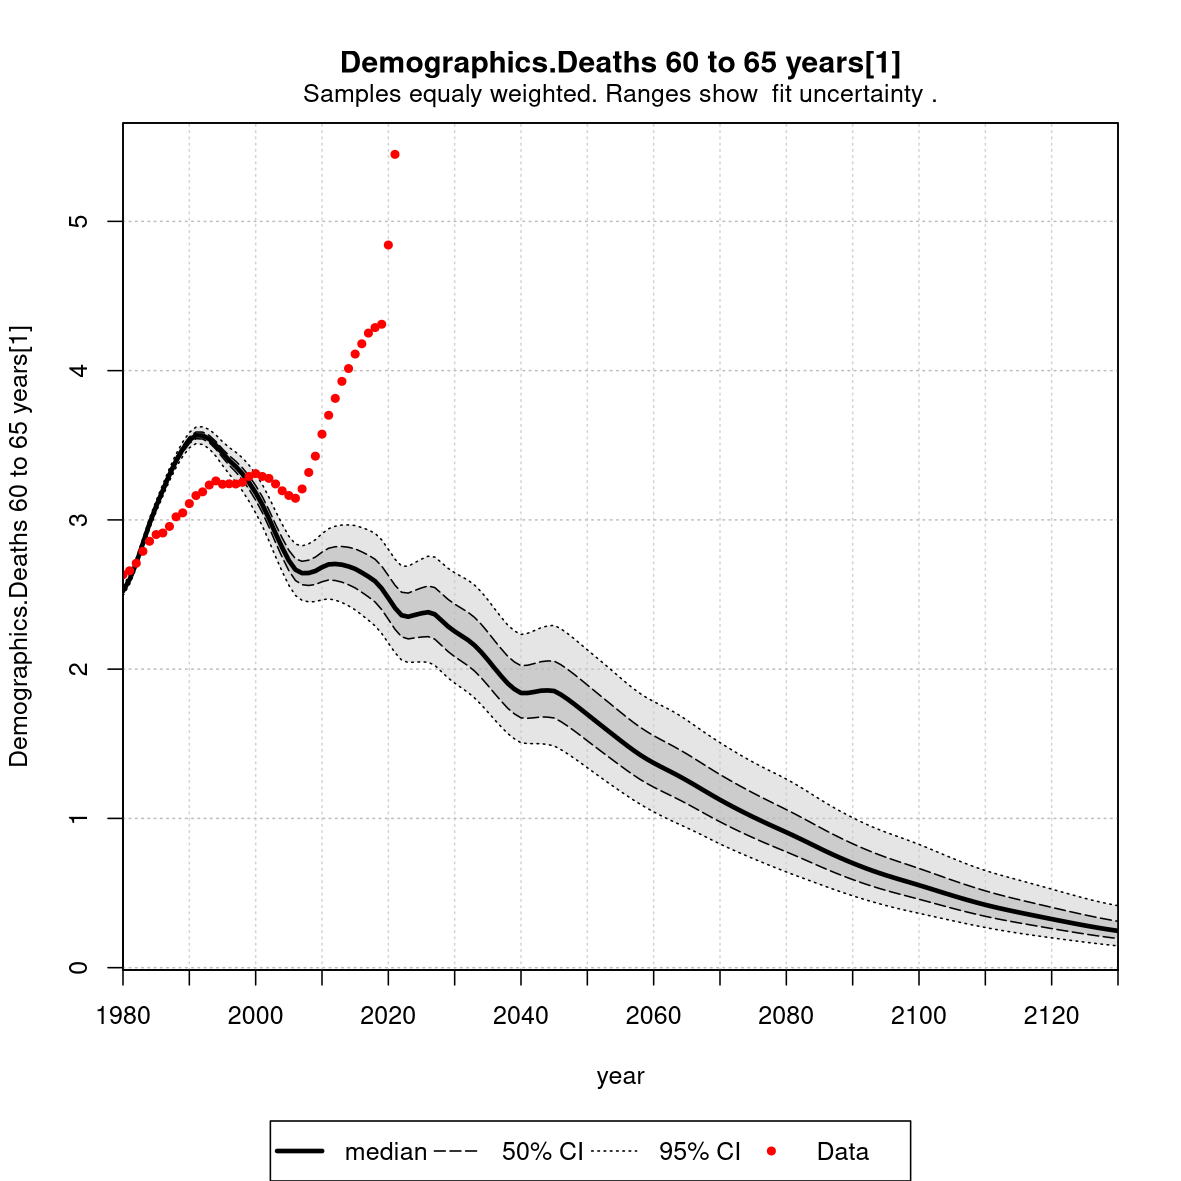 Demographics.Deaths 60 to 65 years[1]
Samples equaly weighted. Ranges show  fit uncertainty .
Demographics.Deaths 60 to 65 years[1]
5
4
3
2
1
0
1980 2000 2020 2040 2060 2080 2100 2120
year
median 50% CI 95% CI Data